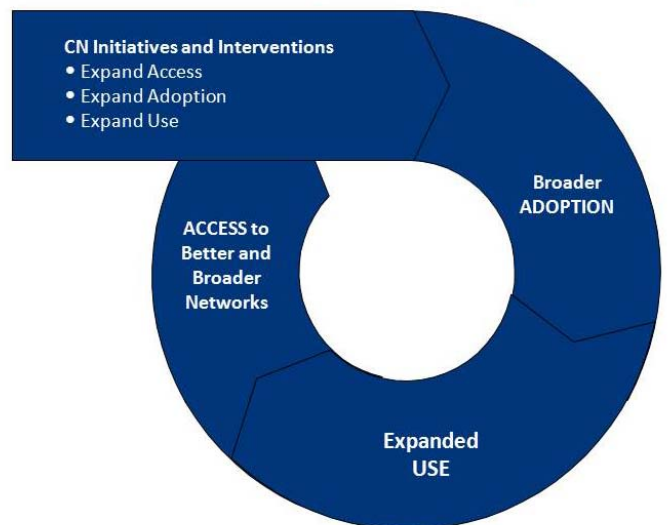 CN Initiatives and Interventions
• Expand Access
• Expand Adoption
• Expand Use
Broader
ADOPTION
Expanded
USE
ACCESS to
Better and
Broader
Networks